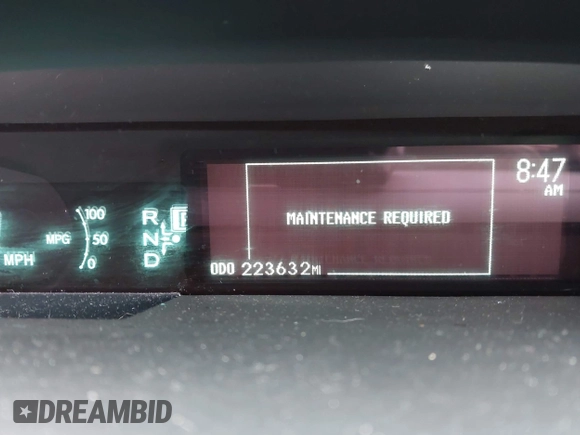 8:47
AM
MAINTENANCE REQUIRED
100
MPG 50
0
MPH
R
N
D
ODO 223632 MI
DREAMBID